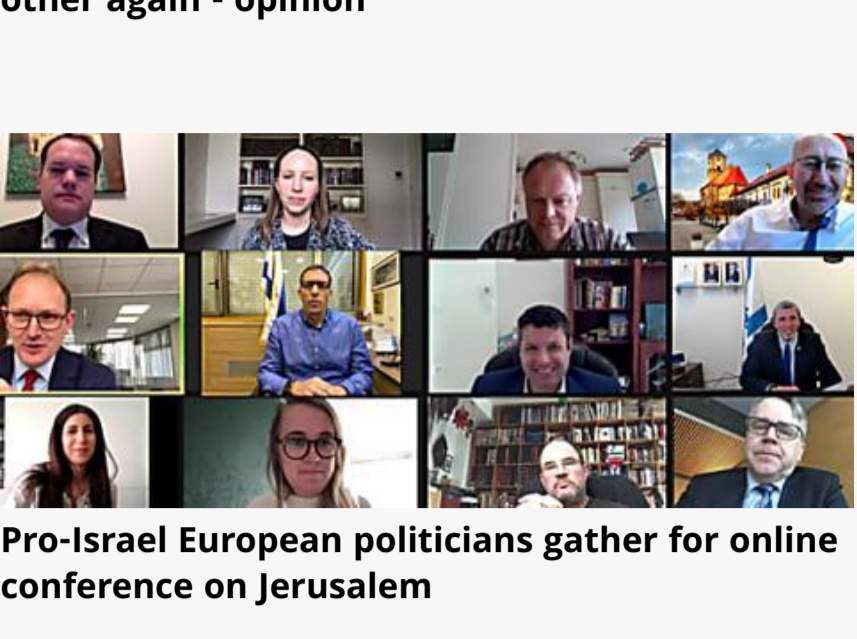 other again - opinion
Pro-Israel European politicians gather for online
conference on Jerusalem